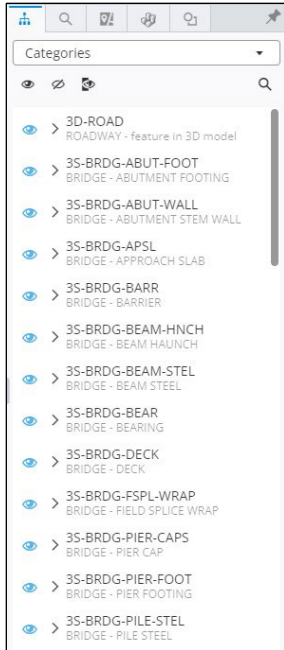 Categories
3D-ROAD
ROADWAY - feature in 3D model
3S-BRDG-ABUT-FOOT
BRIDGE - ABUTMENT FOOTING
3S-BRDG-ABUT-WALL
BRIDGE - ABUTMENT STEM WALL
3S-BRDG-APSL
BRIDGE - APPROACH SLAB
3S-BRDG-BARR
BRIDGE - BARRIER
3S-BRDG-BEAM-HNCH
BRIDGE - BEAM HAUNCH
3S-BRDG-BEAM-STEL
BRIDGE - BEAM STEEL
3S-BRDG-BEAR
BRIDGE - BEARING
3S-BRDG-DECK
BRIDGE - DECK
3S-BRDG-FSPL-WRAP
BRIDGE - FIELD SPLICE WRAP
3S-BRDG-PIER-CAPS
BRIDGE - PIER CAP
3S-BRDG-PIER-FOOT
BRIDGE - PIER FOOTING
3S-BRDG-PILE-STEL
BRIDGE - PILE STEEL